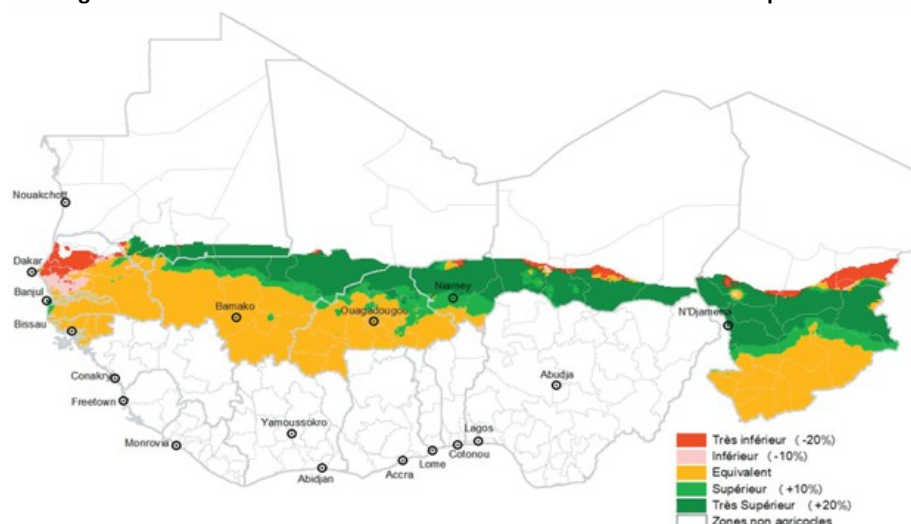 Nouakchott
Dakar
Banjul
Bissau
Bamako
Ouagadougou
Niamey
N'Djamena
Conakry
Freetown
Monrovia
Yamoussokro
Abidjan
Accra
Lome
Cotonou
Lagos
Abudja
Très inférieur (-20%)
Inférieur (-10%)
Equivalent
Supérieur (+10%)
Très Supérieur (+20%)
Zones non agricocles